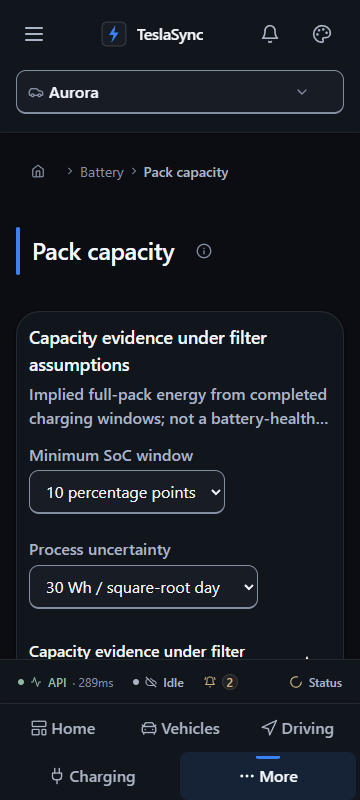 TeslaSync
Aurora
Battery
Pack capacity
Pack capacity
Capacity evidence under filter
assumptions
Implied full-pack energy from completed
charging windows; not a battery-health...
Minimum SoC window
10 percentage points
Process uncertainty
30 Wh / square-root day
Capacity evidence under filter
API · 289ms
Idle
2
Status
Home
Vehicles
Driving
Charging
More